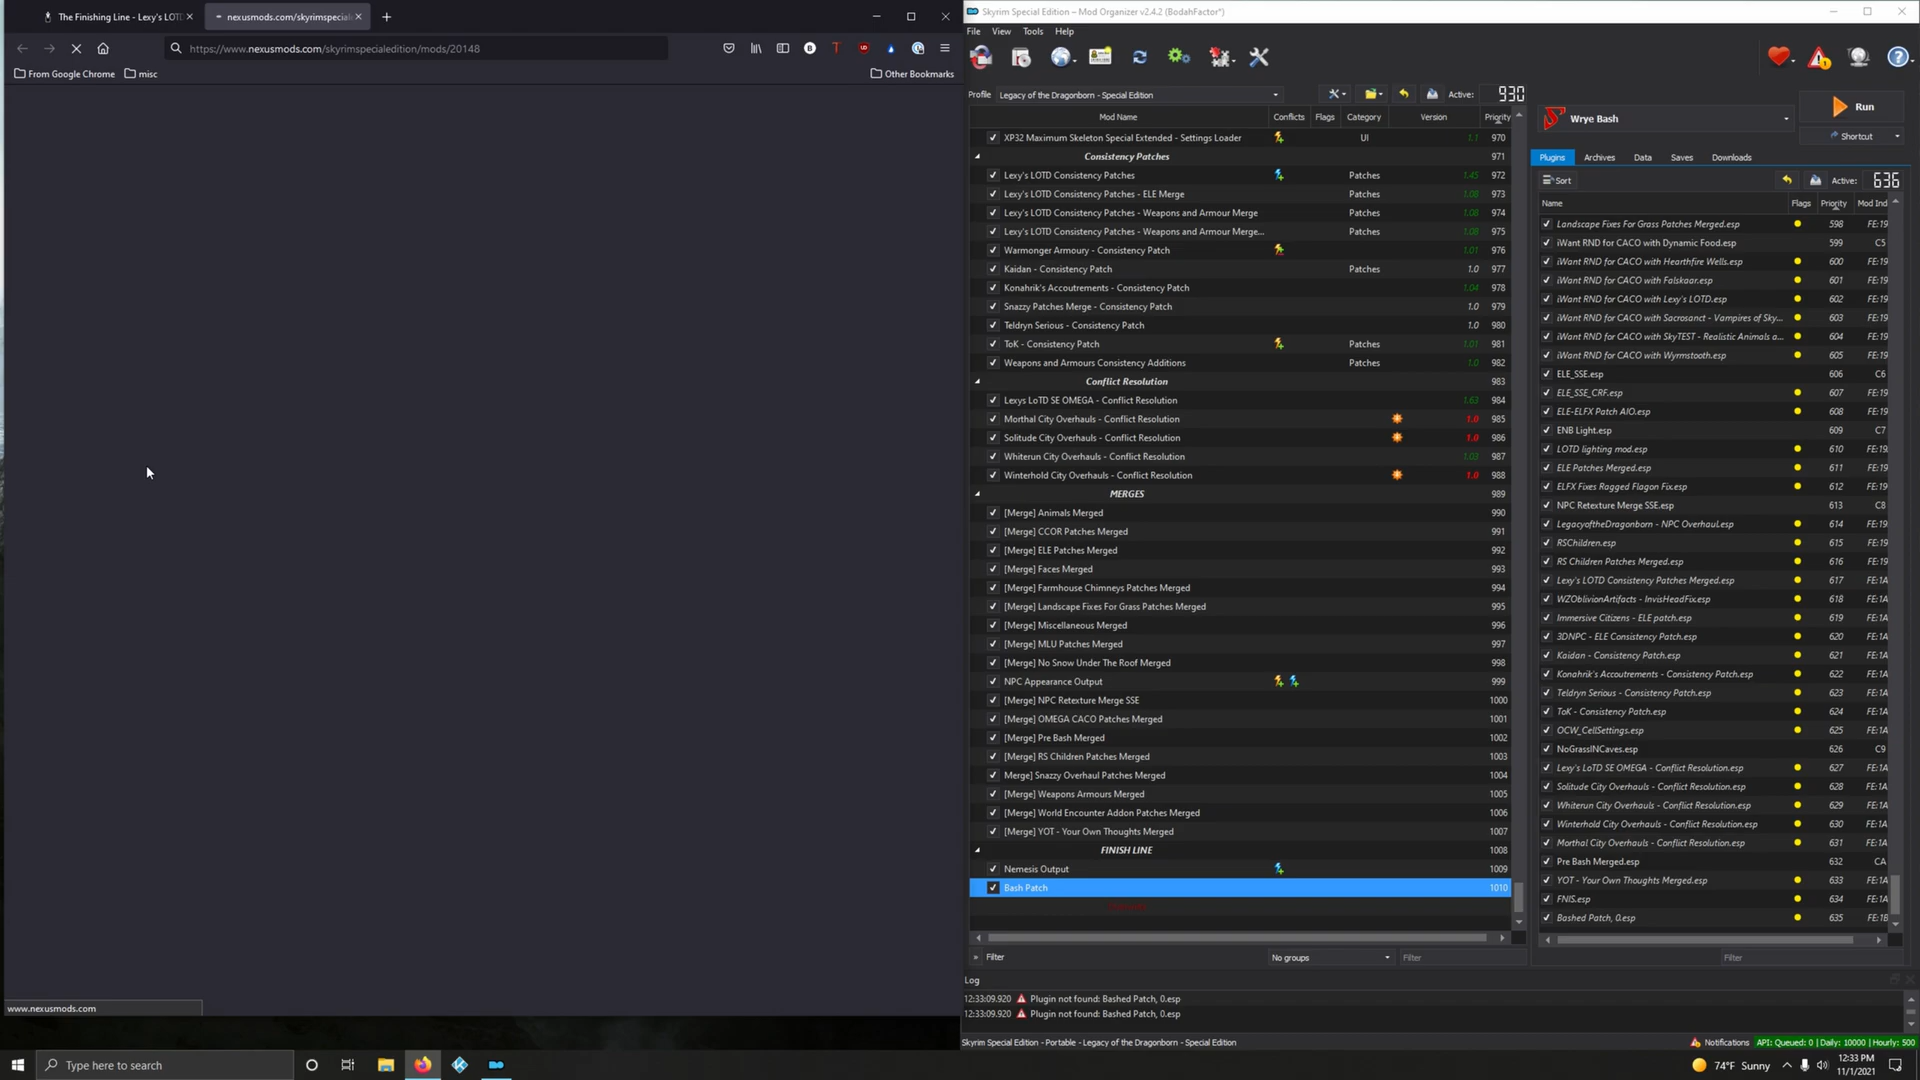 The Finishing Line - Lexy's LOT
nexusmods.com/skyrimspecial
Skyrim Special Edition – Mod Organizer v2.4.2 (BodahFactor*)
https://www.nexusmods.com/skyrimspecialedition/mods/20148
From Google Chrome
misc
Other Bookmarks
File View Tools Help
Profile Legacy of the Dragonborn - Special Edition Active: 930
Mod Name Conflicts Flags Category Version Priority
XP32 Maximum Skeleton Special Extended - Settings Loader UI 1.1 970
Consistency Patches 971
Lexy's LOTD Consistency Patches Patches 1.45 972
Lexy's LOTD Consistency Patches - ELE Merge Patches 1.00 973
Lexy's LOTD Consistency Patches - Weapons and Armour Merge Patches 1.08 974
Lexy's LOTD Consistency Patches - Weapons and Armour Merge... Patches 1.08 975
Warmonger Armoury - Consistency Patch Patches 1.01 976
Kaidan - Consistency Patch Patches 1.0 977
Konahrik's Accoutrements - Consistency Patch 1.04 978
Snazzy Patches Merge - Consistency Patch 1.0 979
Teldryn Serious - Consistency Patch 1.0 980
ToK - Consistency Patch Patches 1.01 981
Weapons and Armours Consistency Additions Patches 1.0 982
Conflict Resolution 983
Lexys LoTD SE OMEGA - Conflict Resolution 1.63 984
Morthal City Overhauls - Conflict Resolution 1.0 985
Solitude City Overhauls - Conflict Resolution 1.0 986
Whiterun City Overhauls - Conflict Resolution 1.03 987
Winterhold City Overhauls - Conflict Resolution 1.0 988
MERGES 989
[Merge] Animals Merged 990
[Merge] CCOR Patches Merged 991
[Merge] ELE Patches Merged 992
[Merge] Faces Merged 993
[Merge] Farmhouse Chimneys Patches Merged 994
[Merge] Landscape Fixes For Grass Patches Merged 995
[Merge] Miscellaneous Merged 996
[Merge] MLU Patches Merged 997
[Merge] No Snow Under The Roof Merged 998
NPC Appearance Output 999
[Merge] NPC Retexture Merge SSE 1000
[Merge] OMEGA CACO Patches Merged 1001
[Merge] Pre Bash Merged 1002
[Merge] RS Children Patches Merged 1003
Merge] Snazzy Overhaul Patches Merged 1004
[Merge] Weapons Armours Merged 1005
[Merge] World Encounter Addon Patches Merged 1006
[Merge] YOT - Your Own Thoughts Merged 1007
FINISH LINE 1008
Nemesis Output 1009
Bash Patch 1010
Filter No groups Filter
Wrye Bash
Run
Shortcut
Plugins Archives Data Saves Downloads
Sort Active: 636
Name Flags Priority Mod Ind
Landscape Fixes For Grass Patches Merged.esp 598 FE:19
iWant RND for CACO with Dynamic Food.esp 599 C5
iWant RND for CACO with Hearthfire Wells.esp 600 FE:19
iWant RND for CACO with Falskaar.esp 601 FE:19
iWant RND for CACO with Lexy's LOTD.esp 602 FE:19
iWant RND for CACO with Sacrosanct - Vampires of Sky... 603 FE:19
iWant RND for CACO with SkyTEST - Realistic Animals a... 604 FE:19
iWant RND for CACO with Wyrmstooth.esp 605 FE:19
ELE_SSE.esp 606 C6
ELE_SSE_CRF.esp 607 FE:19
ELE-ELFX Patch AIO.esp 608 FE:19
ENB Light.esp 609 C7
LOTD lighting mod.esp 610 FE:19
ELE Patches Merged.esp 611 FE:19
ELFX Fixes Ragged Flagon Fix.esp 612 FE:19
NPC Retexture Merge SSE.esp 613 C8
LegacyoftheDragonborn - NPC Overhaul.esp 614 FE:19
RSChildren.esp 615 FE:19
RS Children Patches Merged.esp 616 FE:19
Lexy's LOTD Consistency Patches Merged.esp 617 FE:1A
WZOblivionArtifacts - InvisHeadFix.esp 618 FE:1A
Immersive Citizens - ELE patch.esp 619 FE:1A
3DNPC - ELE Consistency Patch.esp 620 FE:1A
Kaidan - Consistency Patch.esp 621 FE:1A
Konahrik's Accoutrements - Consistency Patch.esp 622 FE:1A
Teldryn Serious - Consistency Patch.esp 623 FE:1A
ToK - Consistency Patch.esp 624 FE:1A
OCW_CellSettings.esp 625 FE:1A
NoGrassINCaves.esp 626 C9
Lexy's LoTD SE OMEGA - Conflict Resolution.esp 627 FE:1A
Solitude City Overhauls - Conflict Resolution.esp 628 FE:1A
Whiterun City Overhauls - Conflict Resolution.esp 629 FE:1A
Winterhold City Overhauls - Conflict Resolution.esp 630 FE:1A
Morthal City Overhauls - Conflict Resolution.esp 631 FE:1A
Pre Bash Merged.esp 632 CA
YOT - Your Own Thoughts Merged.esp 633 FE:1A
FNIS.esp 634 FE:1A
Bashed Patch, 0.esp 635 FE:1B
Filter
Log
12:33:09.920 Plugin not found: Bashed Patch, 0.esp
12:33:09.920 Plugin not found: Bashed Patch, 0.esp
www.nexusmods.com
Skyrim Special Edition - Portable - Legacy of the Dragonborn - Special Edition
Notifications API: Queued: 0 | Daily: 10000 | Hourly: 500
Type here to search
74°F Sunny
12:33 PM
11/1/2021